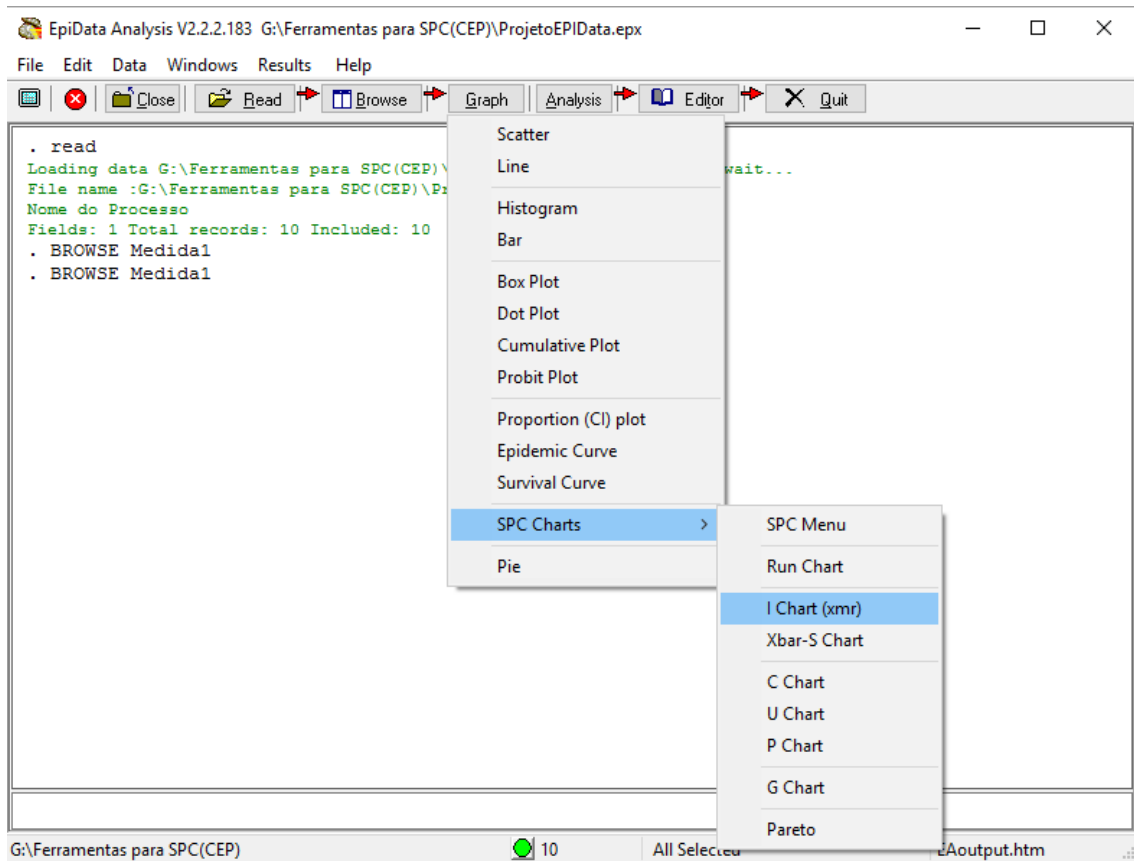 EpiData Analysis V2.2.2.183 G:\Ferramentas para SPC(CEP)\ProjetoEPIData.epx
File Edit Data Windows Results Help
Close Read Browse Graph Analysis Editor Quit
. read
Loading data G:\Ferramentas para SPC(CEP)\ wait...
File name :G:\Ferramentas para SPC(CEP)\Pr
Nome do Processo
Fields: 1 Total records: 10 Included: 10
. BROWSE Medida1
. BROWSE Medida1
Scatter
Line
Histogram
Bar
Box Plot
Dot Plot
Cumulative Plot
Probit Plot
Proportion (CI) plot
Epidemic Curve
Survival Curve
SPC Charts
Pie
SPC Menu
Run Chart
I Chart (xmr)
Xbar-S Chart
C Chart
U Chart
P Chart
G Chart
Pareto
G:\Ferramentas para SPC(CEP) 10 All Selected EAoutput.htm